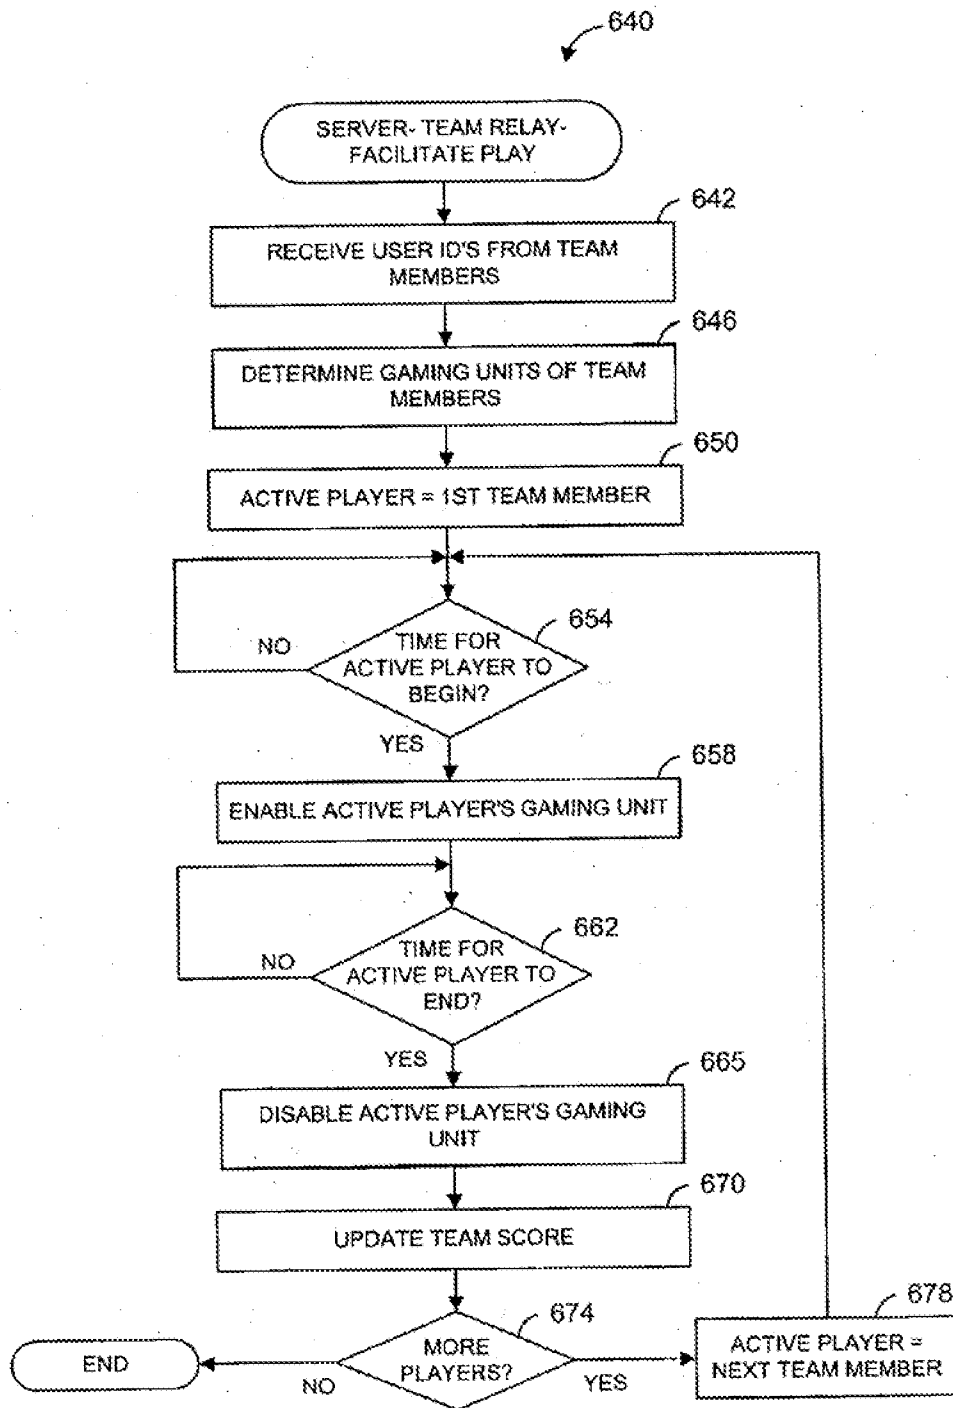 640
SERVER- TEAM RELAY-
FACILITATE PLAY
642
RECEIVE USER ID'S FROM TEAM
MEMBERS
646
DETERMINE GAMING UNITS OF TEAM
MEMBERS
650
ACTIVE PLAYER = 1ST TEAM MEMBER
654
TIME FOR
ACTIVE PLAYER TO
BEGIN?
NO
YES
658
ENABLE ACTIVE PLAYER'S GAMING UNIT
662
TIME FOR
ACTIVE PLAYER TO
END?
NO
YES
665
DISABLE ACTIVE PLAYER'S GAMING
UNIT
670
UPDATE TEAM SCORE
674
MORE
PLAYERS?
NO
YES
END
678
ACTIVE PLAYER =
NEXT TEAM MEMBER